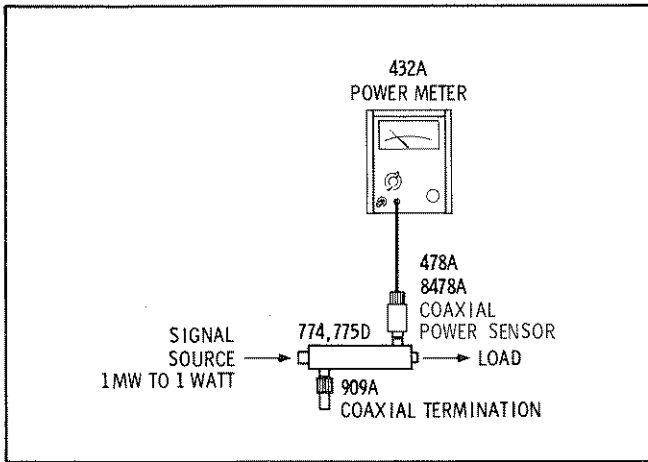 432A
POWER METER
478A
8478A
COAXIAL
POWER SENSOR
SIGNAL
SOURCE
1MW TO 1 WATT
774,775D
LOAD
909A
COAXIAL TERMINATION